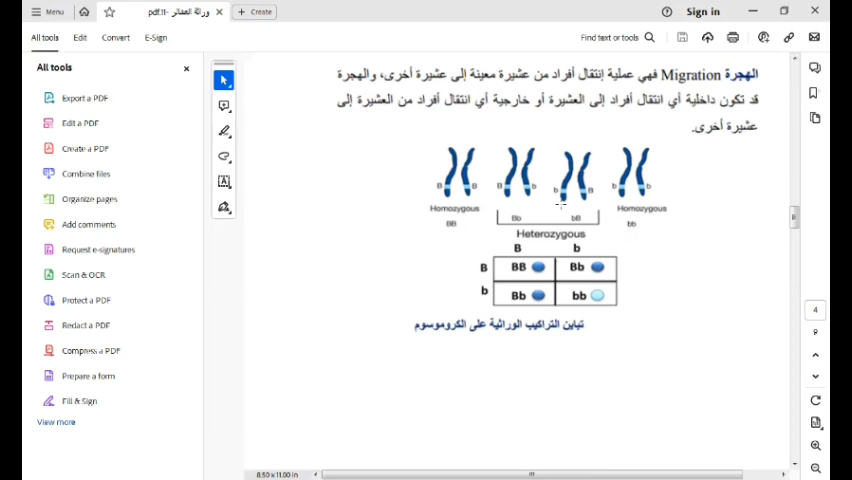 Menu
وراثة العشائر -11.pdf
Create
Sign in
All tools
Edit
Convert
E-Sign
Find text or tools
All tools
Export a PDF
Edit a PDF
Create a PDF
Combine files
Organize pages
Add comments
Request e-signatures
Scan & OCR
Protect a PDF
Redact a PDF
Compress a PDF
Prepare a form
Fill & Sign
View more
الهجرة Migration فهي عملية إنتقال أفراد من عشيرة معينة إلى عشيرة أخرى، والهجرة
قد تكون داخلية أي انتقال أفراد إلى العشيرة أو خارجية أي انتقال أفراد من العشيرة إلى
عشيرة أخرى.
B B B b b B b b
Homozygous Homozygous
BB Bb bB bb
Heterozygous
B b
B BB Bb
b Bb bb
تباين التراكيب الوراثية على الكروموسوم
4
9
8.50 x 11.00 in